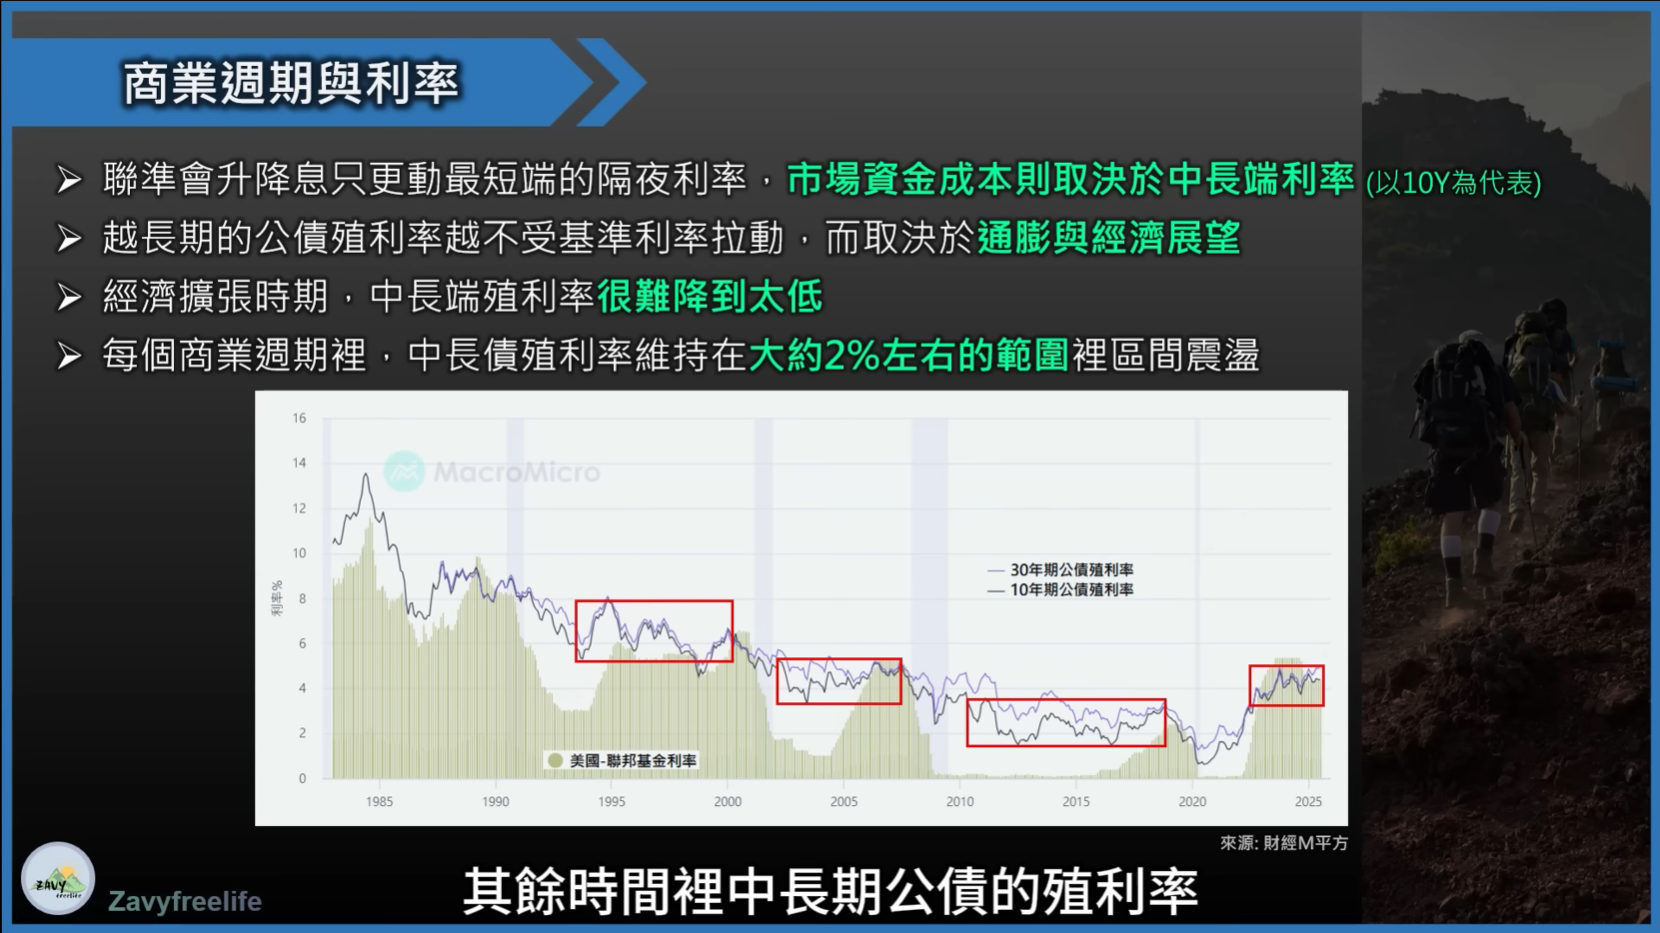 商業週期與利率
聯準會升降息只更動最短端的隔夜利率，市場資金成本則取決於中長端利率 (以10Y為代表)
越長期的公債殖利率越不受基準利率拉動，而取決於通膨與經濟展望
經濟擴張時期，中長端殖利率很難降到太低
每個商業週期裡，中長債殖利率維持在大約2%左右的範圍裡區間震盪
16
14
12
10
8
6
4
2
0
利率%
MacroMicro
30年期公債殖利率
10年期公債殖利率
美國-聯邦基金利率
1985 1990 1995 2000 2005 2010 2015 2020 2025
來源: 財經M平方
ZAVY
freelife
Zavyfreelife
其餘時間裡中長期公債的殖利率